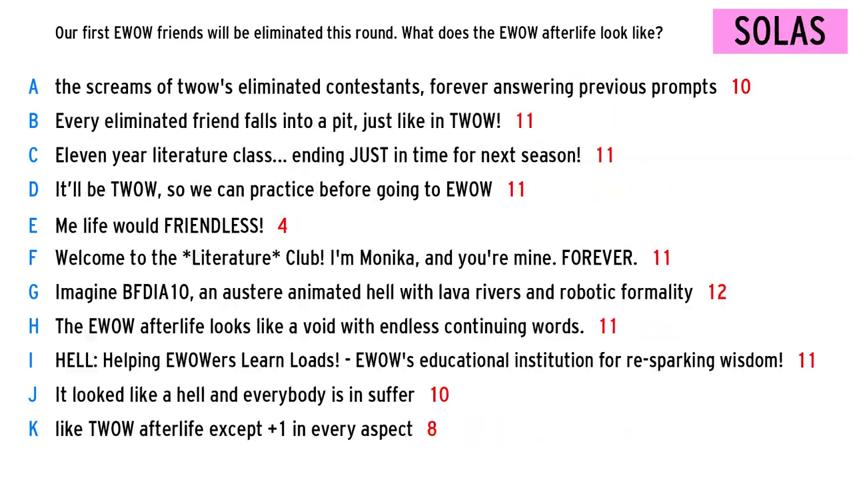 Our first EWOW friends will be eliminated this round. What does the EWOW afterlife look like?
SOLAS
A the screams of twow's eliminated contestants, forever answering previous prompts 10
B Every eliminated friend falls into a pit, just like in TWOW! 11
C Eleven year literature class... ending JUST in time for next season! 11
D It'll be TWOW, so we can practice before going to EWOW 11
E Me life would FRIENDLESS! 4
F Welcome to the *Literature* Club! I'm Monika, and you're mine. FOREVER. 11
G Imagine BFDIA10, an austere animated hell with lava rivers and robotic formality 12
H The EWOW afterlife looks like a void with endless continuing words. 11
I HELL: Helping EWOWers Learn Loads! - EWOW's educational institution for re-sparking wisdom! 11
J It looked like a hell and everybody is in suffer 10
K like TWOW afterlife except +1 in every aspect 8